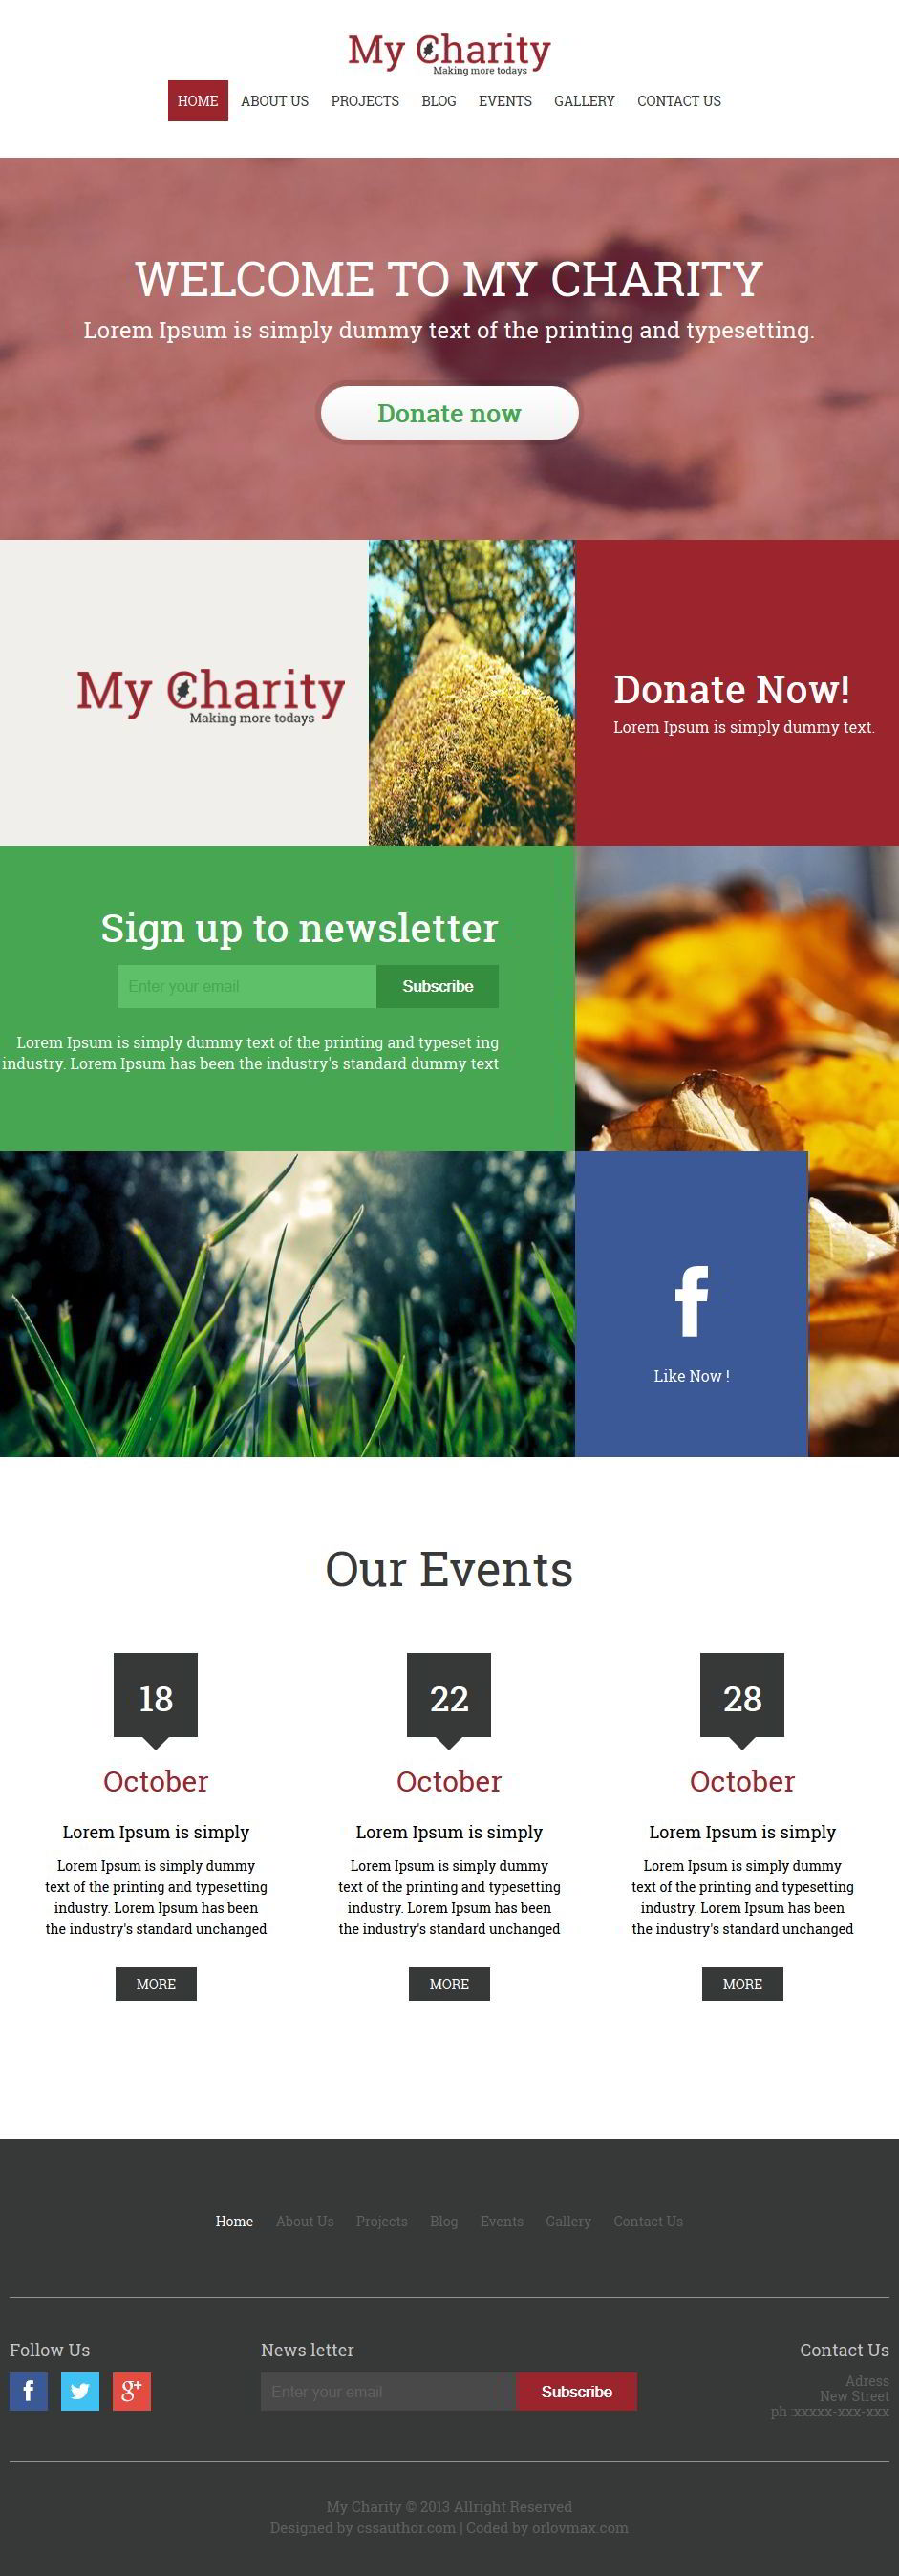 My Charity
Making more todays
HOME ABOUT US PROJECTS BLOG EVENTS GALLERY CONTACT US
WELCOME TO MY CHARITY
Lorem Ipsum is simply dummy text of the printing and typesetting.
Donate now
My Charity
Making more todays
Donate Now!
Lorem Ipsum is simply dummy text.
Sign up to newsletter
Enter your email Subscribe
Lorem Ipsum is simply dummy text of the printing and typeset ing
industry. Lorem Ipsum has been the industry's standard dummy text
f
Like Now !
Our Events
18
October
Lorem Ipsum is simply
Lorem Ipsum is simply dummy
text of the printing and typesetting
industry. Lorem Ipsum has been
the industry's standard unchanged
MORE
22
October
Lorem Ipsum is simply
Lorem Ipsum is simply dummy
text of the printing and typesetting
industry. Lorem Ipsum has been
the industry's standard unchanged
MORE
28
October
Lorem Ipsum is simply
Lorem Ipsum is simply dummy
text of the printing and typesetting
industry. Lorem Ipsum has been
the industry's standard unchanged
MORE
Home About Us Projects Blog Events Gallery Contact Us
Follow Us
f g+
News letter
Enter your email Subscribe
Contact Us
Adress
New Street
ph :xxxxx-xxx-xxx
My Charity © 2013 Allright Reserved
Designed by cssauthor.com | Coded by orlovmax.com